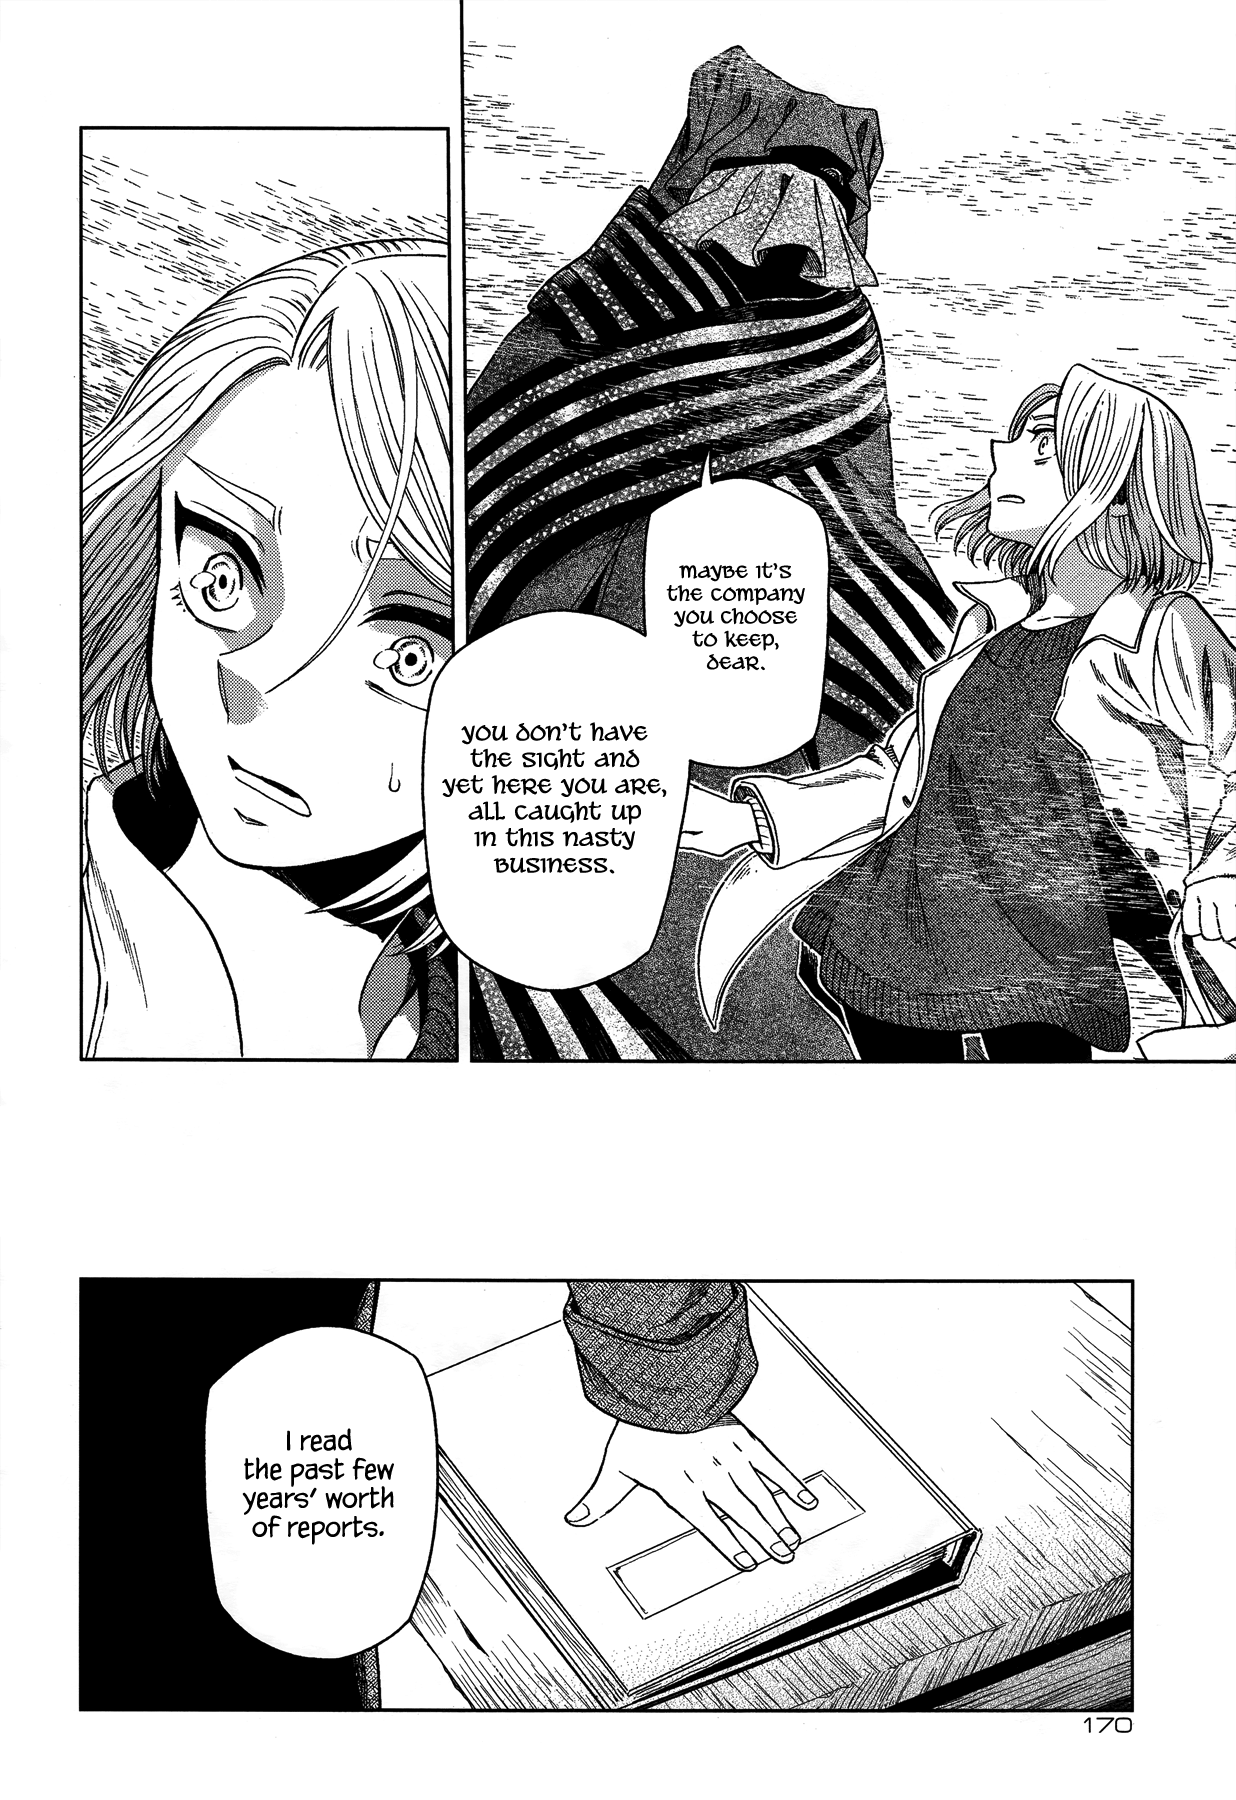 MAYBE IT'S
THE COMPANY
YOU CHOOSE
TO KEEP,
DEAR.
YOU DON'T HAVE
THE SIGHT AND
YET HERE YOU ARE,
ALL CAUGHT UP
IN THIS NASTY
BUSINESS.
I read
the past few
years' worth
of reports.
170